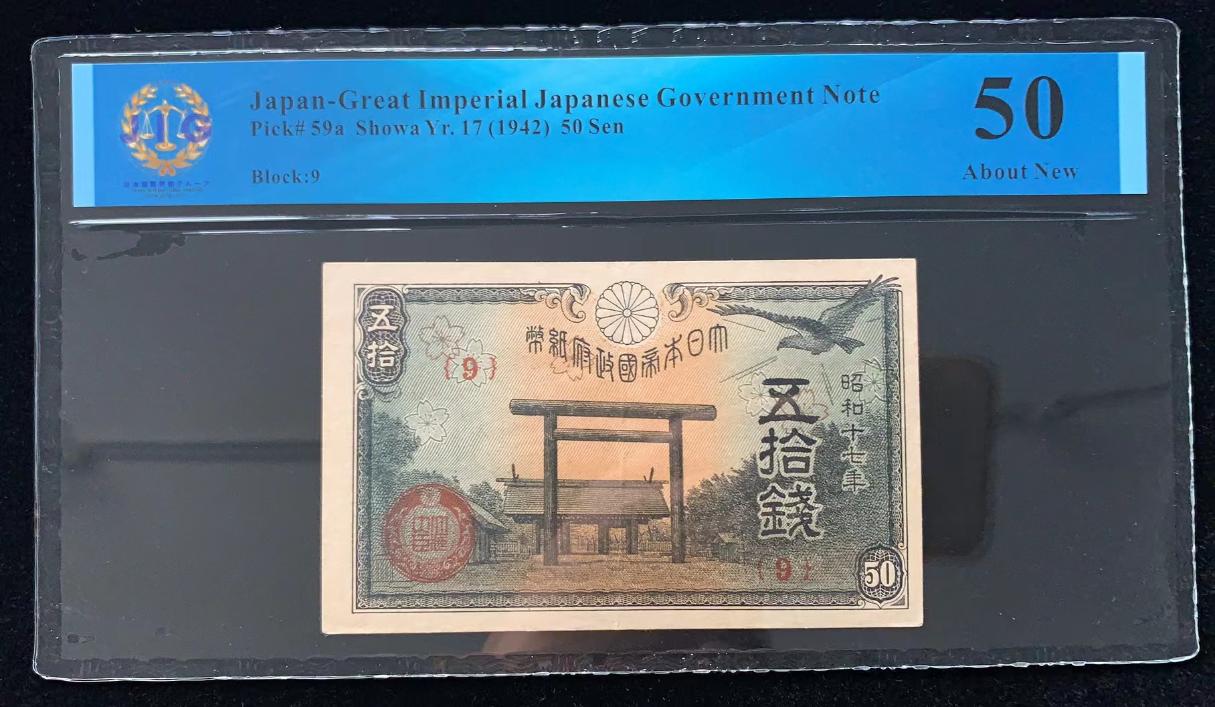 Japan-Great Imperial Japanese Government Note
Pick# 59a Showa Yr. 17 (1942) 50 Sen
Block:9
50
About New
JIG
大日本帝國政府紙幣
五拾
{9}
昭和十七年
五拾錢
{9}
50